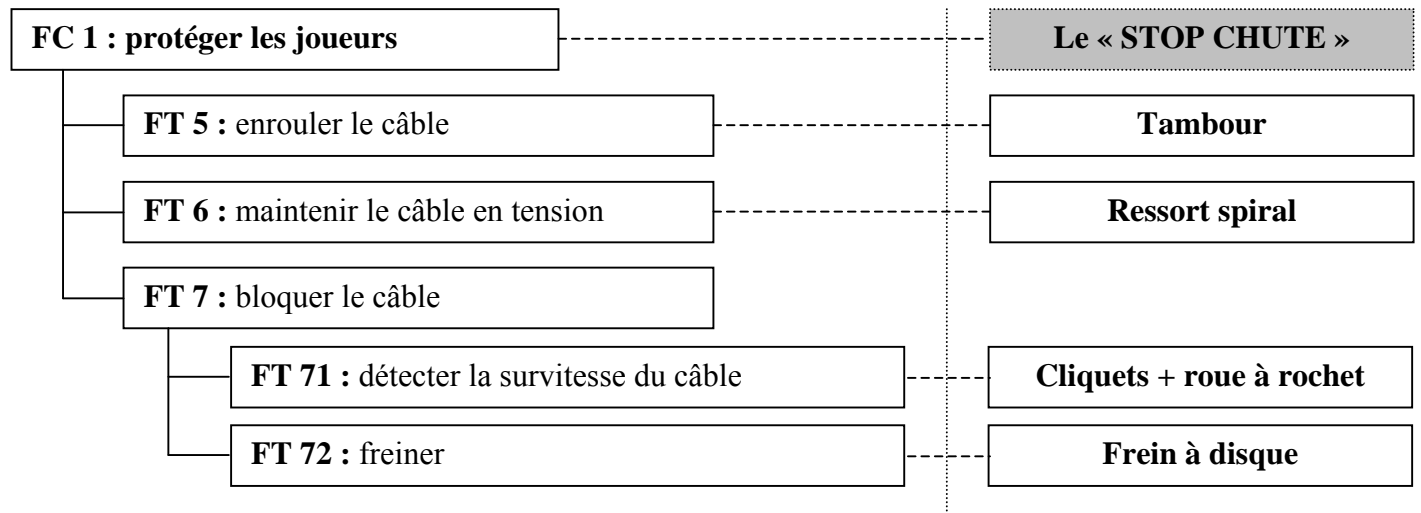 FC 1 : protéger les joueurs
Le « STOP CHUTE »
FT 5 : enrouler le câble
Tambour
FT 6 : maintenir le câble en tension
Ressort spiral
FT 7 : bloquer le câble
FT 71 : détecter la survitesse du câble
Cliquets + roue à rochet
FT 72 : freiner
Frein à disque